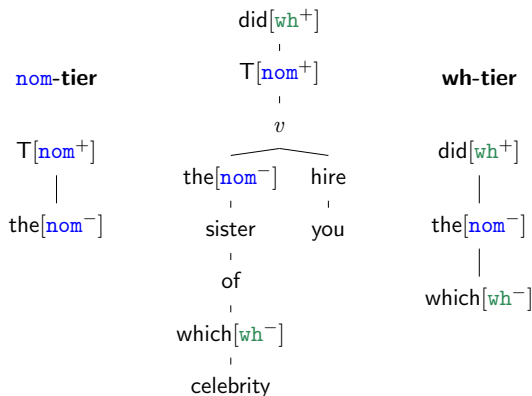 did[wh⁺]
nom-tier
T[nom⁺]
wh-tier
v
T[nom⁺]
did[wh⁺]
the[nom⁻]
hire
the[nom⁻]
the[nom⁻]
sister
you
of
which[wh⁻]
which[wh⁻]
celebrity